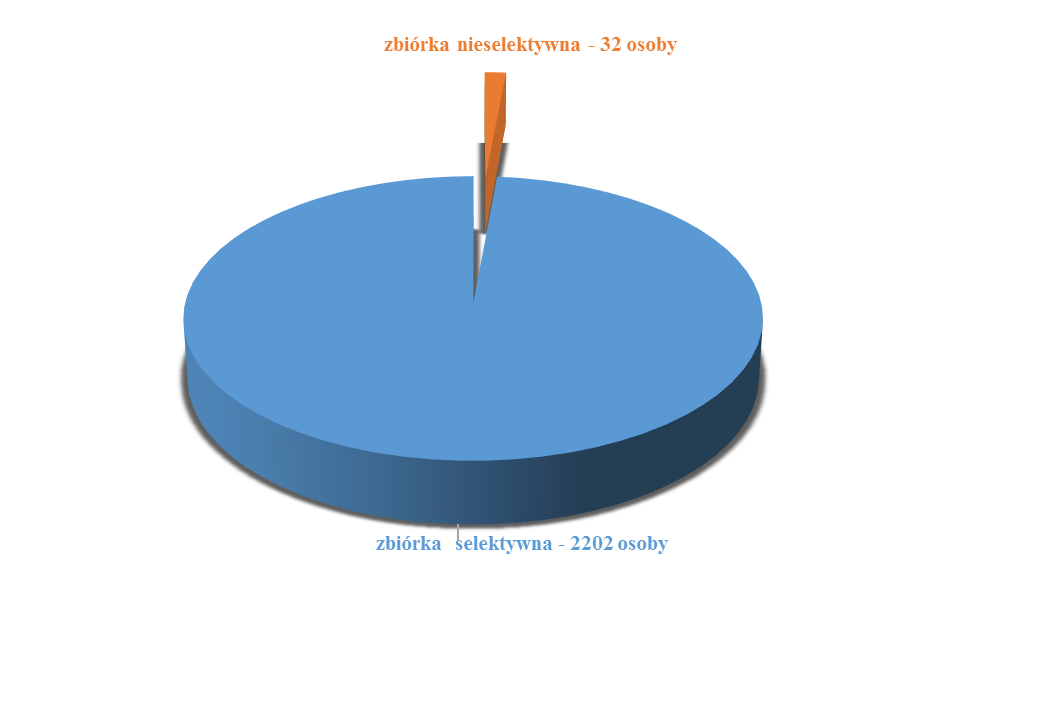 zbiórka nieselektywna - 32 osoby
zbiórka selektywna - 2202 osoby